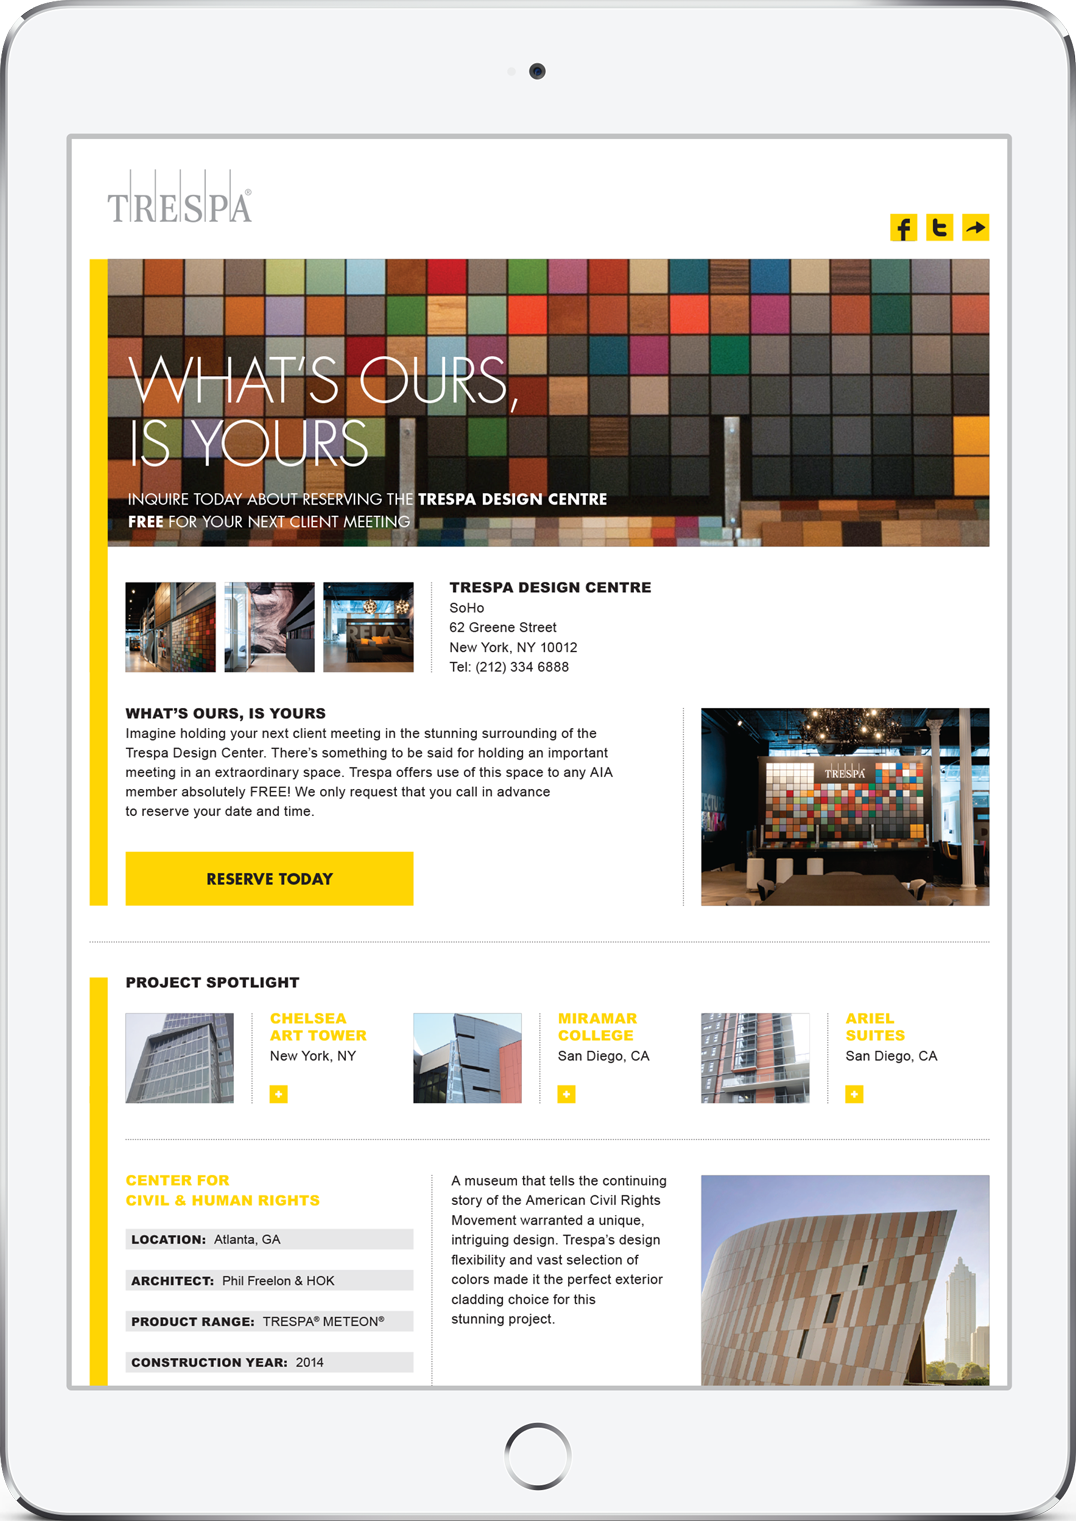 TRESPA®
WHAT'S OURS,
IS YOURS
INQUIRE TODAY ABOUT RESERVING THE TRESPA DESIGN CENTRE
FREE FOR YOUR NEXT CLIENT MEETING
RELAX
TRESPA DESIGN CENTRE
SoHo
62 Greene Street
New York, NY 10012
Tel: (212) 334 6888
WHAT'S OURS, IS YOURS
Imagine holding your next client meeting in the stunning surrounding of the
Trespa Design Center. There's something to be said for holding an important
meeting in an extraordinary space. Trespa offers use of this space to any AIA
member absolutely FREE! We only request that you call in advance
to reserve your date and time.
TRESPA
RESERVE TODAY
PROJECT SPOTLIGHT
CHELSEA
ART TOWER
New York, NY
MIRAMAR
COLLEGE
San Diego, CA
ARIEL
SUITES
San Diego, CA
CENTER FOR
CIVIL & HUMAN RIGHTS
LOCATION: Atlanta, GA
ARCHITECT: Phil Freelon & HOK
PRODUCT RANGE: TRESPA® METEON®
CONSTRUCTION YEAR: 2014
A museum that tells the continuing
story of the American Civil Rights
Movement warranted a unique,
intriguing design. Trespa's design
flexibility and vast selection of
colors made it the perfect exterior
cladding choice for this
stunning project.